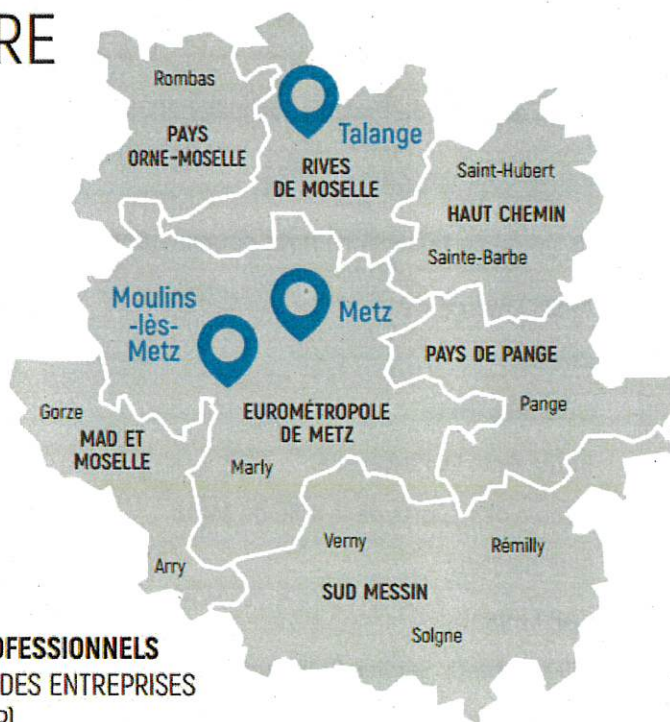 RE
Rombas
PAYS
ORNE-MOSELLE
Talange
RIVES
DE MOSELLE
Saint-Hubert
HAUT CHEMIN
Sainte-Barbe
Moulins
-lès-
Metz
Metz
PAYS DE PANGE
Pange
Gorze
MAD ET
MOSELLE
EUROMÉTROPOLE
DE METZ
Marly
Arry
Verny
Rémilly
SUD MESSIN
Solgne
OFESSIONNELS
DES ENTREPRISES